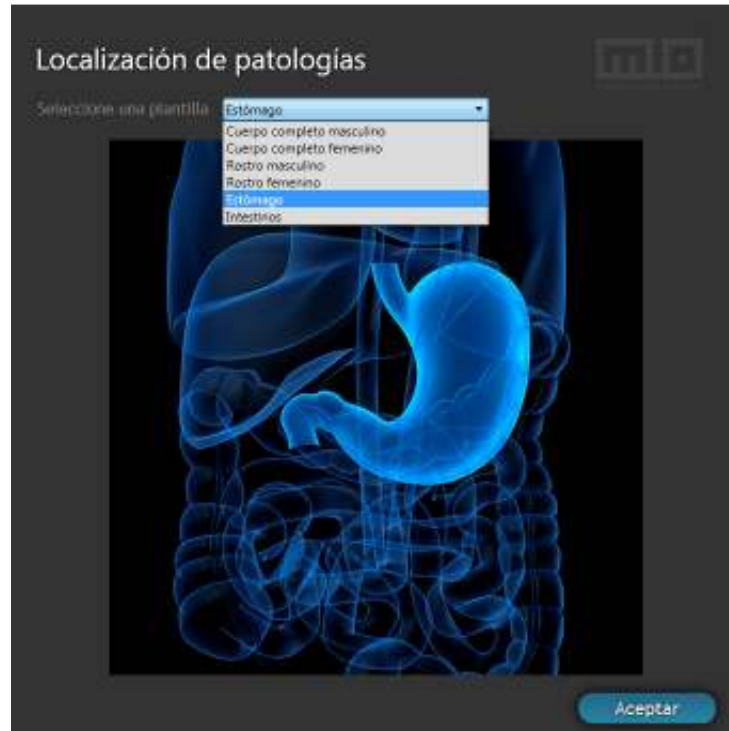 Localización de patologías
mio
Seleccione una plantilla
Estómago
Cuerpo completo masculino
Cuerpo completo femenino
Rostro masculino
Rostro femenino
Estómago
Intestinos
Aceptar